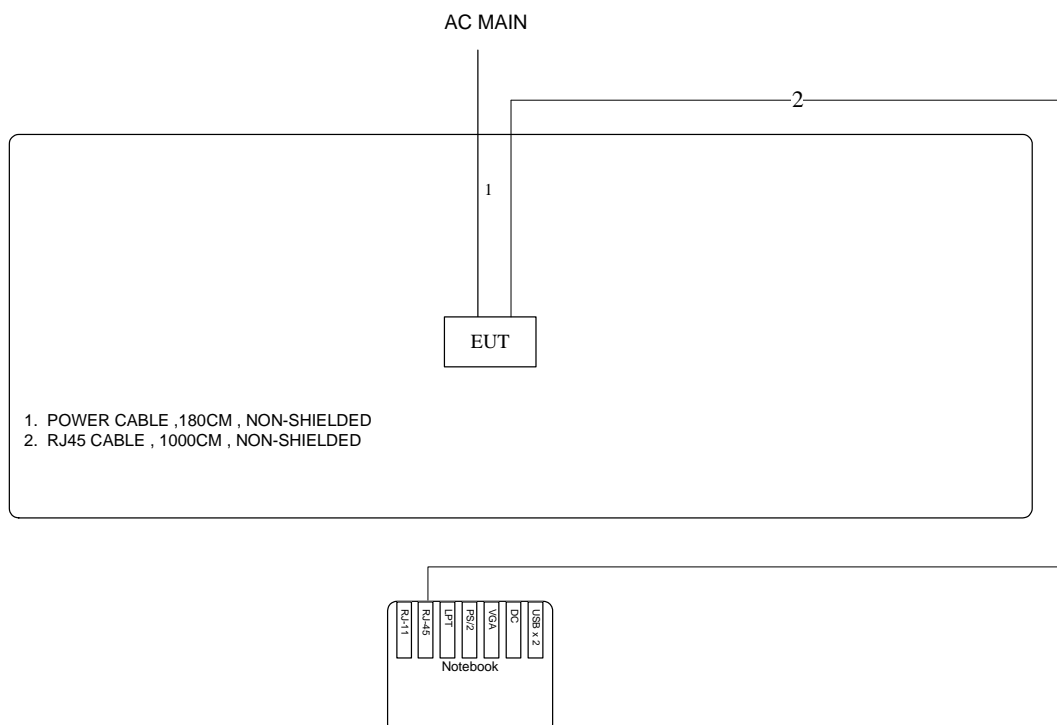 AC MAIN
2
1
EUT
1. POWER CABLE ,180CM , NON-SHIELDED
2. RJ45 CABLE , 1000CM , NON-SHIELDED
RJ-11
RJ-45
LPT
PS/2
VGA
DC
USB x 2
Notebook